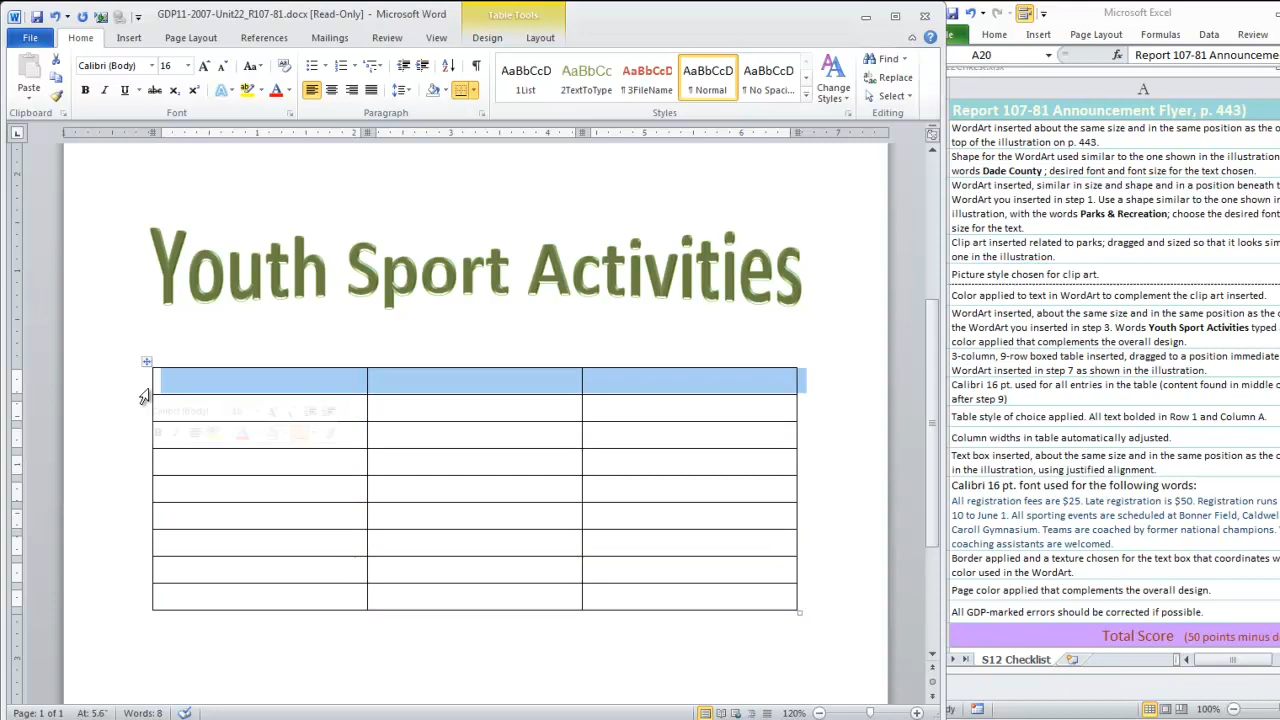 GDP11-2007-Unit22_R107-81.docx [Read-Only] - Microsoft Word
Table Tools
File Home Insert Page Layout References Mailings Review View Design Layout
Calibri (Body) 16
Paste
Clipboard Font Paragraph Styles Editing
AaBbCcD 1List
AaBbCc 2TextToType
AaBbCcD ¶ 3FileName
AaBbCcD ¶ Normal
AaBbCcD ¶ No Spaci...
Change Styles
Find
Replace
Select
Youth Sport Activities
Calibri (Body) 16
Page: 1 of 1 At: 5.6" Words: 8 120%
Microsoft Excel
Home Insert Page Layout Formulas Data Review
A20 fx Report 107-81 Announceme
A
Report 107-81 Announcement Flyer, p. 443)
WordArt inserted about the same size and in the same position as the o
top of the illustration on p. 443.
Shape for the WordArt used similar to the one shown in the illustration
words Dade County ; desired font and font size for the text chosen.
WordArt inserted, similar in size and shape and in a position beneath t
WordArt you inserted in step 1. Use a shape similar to the one shown i
illustration, with the words Parks & Recreation; choose the desired font
size for the text.
Clip art inserted related to parks; dragged and sized so that it looks simi
one in the illustration.
Picture style chosen for clip art.
Color applied to text in WordArt to complement the clip art inserted.
WordArt inserted, about the same size and in the same position as the o
the WordArt you inserted in step 3. Words Youth Sport Activities typed
color applied that complements the overall design.
3-column, 9-row boxed table inserted, dragged to a position immediate
WordArt inserted in step 7 as shown in the illustration.
Calibri 16 pt. used for all entries in the table (content found in middle o
after step 9)
Table style of choice applied. All text bolded in Row 1 and Column A.
Column widths in table automatically adjusted.
Text box inserted, about the same size and in the same position as the o
in the illustration, using justified alignment.
Calibri 16 pt. font used for the following words:
All registration fees are $25. Late registration is $50. Registration runs
10 to June 1. All sporting events are scheduled at Bonner Field, Caldwel
Caroll Gymnasium. Teams are coached by former national champions.
coaching assistants are welcomed.
Border applied and a texture chosen for the text box that coordinates w
color used in the WordArt.
Page color applied that complements the overall design.
All GDP-marked errors should be corrected if possible.
Total Score (50 points minus d
S12 Checklist
100%